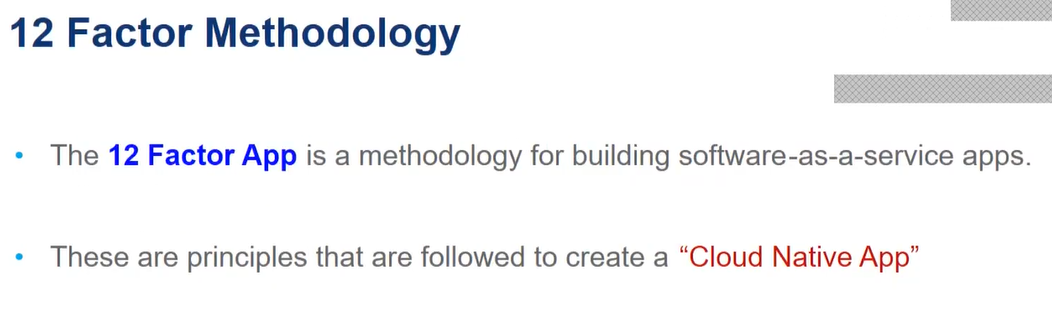 12 Factor Methodology
• The 12 Factor App is a methodology for building software-as-a-service apps.
• These are principles that are followed to create a “Cloud Native App”